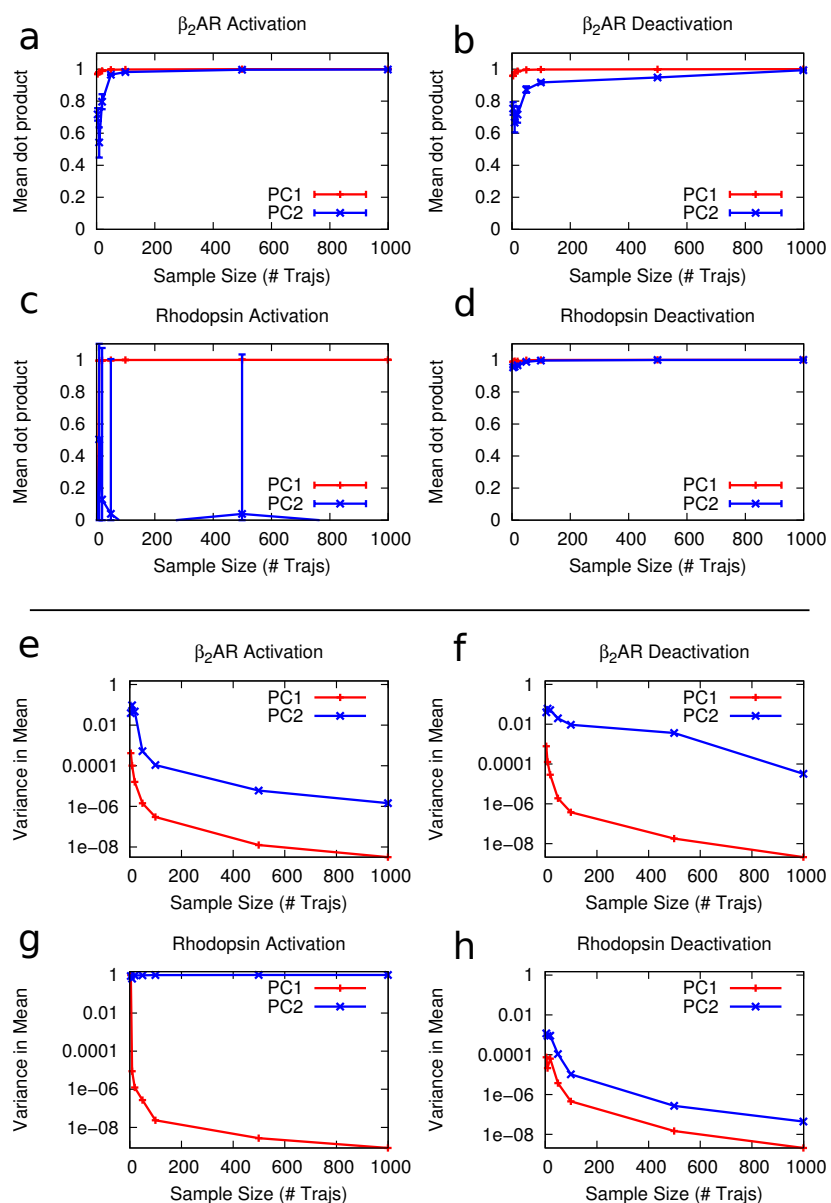 a
β₂AR Activation
Mean dot product
1
0.8
0.6
0.4
0.2
0
PC1
PC2
0 200 400 600 800 1000
Sample Size (# Trajs)
b
β₂AR Deactivation
Mean dot product
1
0.8
0.6
0.4
0.2
0
PC1
PC2
0 200 400 600 800 1000
Sample Size (# Trajs)
c
Rhodopsin Activation
Mean dot product
1
0.8
0.6
0.4
0.2
0
PC1
PC2
0 200 400 600 800 1000
Sample Size (# Trajs)
d
Rhodopsin Deactivation
Mean dot product
1
0.8
0.6
0.4
0.2
0
PC1
PC2
0 200 400 600 800 1000
Sample Size (# Trajs)
e
β₂AR Activation
Variance in Mean
1
0.01
0.0001
1e−06
1e−08
PC1
PC2
0 200 400 600 800 1000
Sample Size (# Trajs)
f
β₂AR Deactivation
Variance in Mean
1
0.01
0.0001
1e−06
1e−08
PC1
PC2
0 200 400 600 800 1000
Sample Size (# Trajs)
g
Rhodopsin Activation
Variance in Mean
1
0.01
0.0001
1e−06
1e−08
PC1
PC2
0 200 400 600 800 1000
Sample Size (# Trajs)
h
Rhodopsin Deactivation
Variance in Mean
1
0.01
0.0001
1e−06
1e−08
PC1
PC2
0 200 400 600 800 1000
Sample Size (# Trajs)